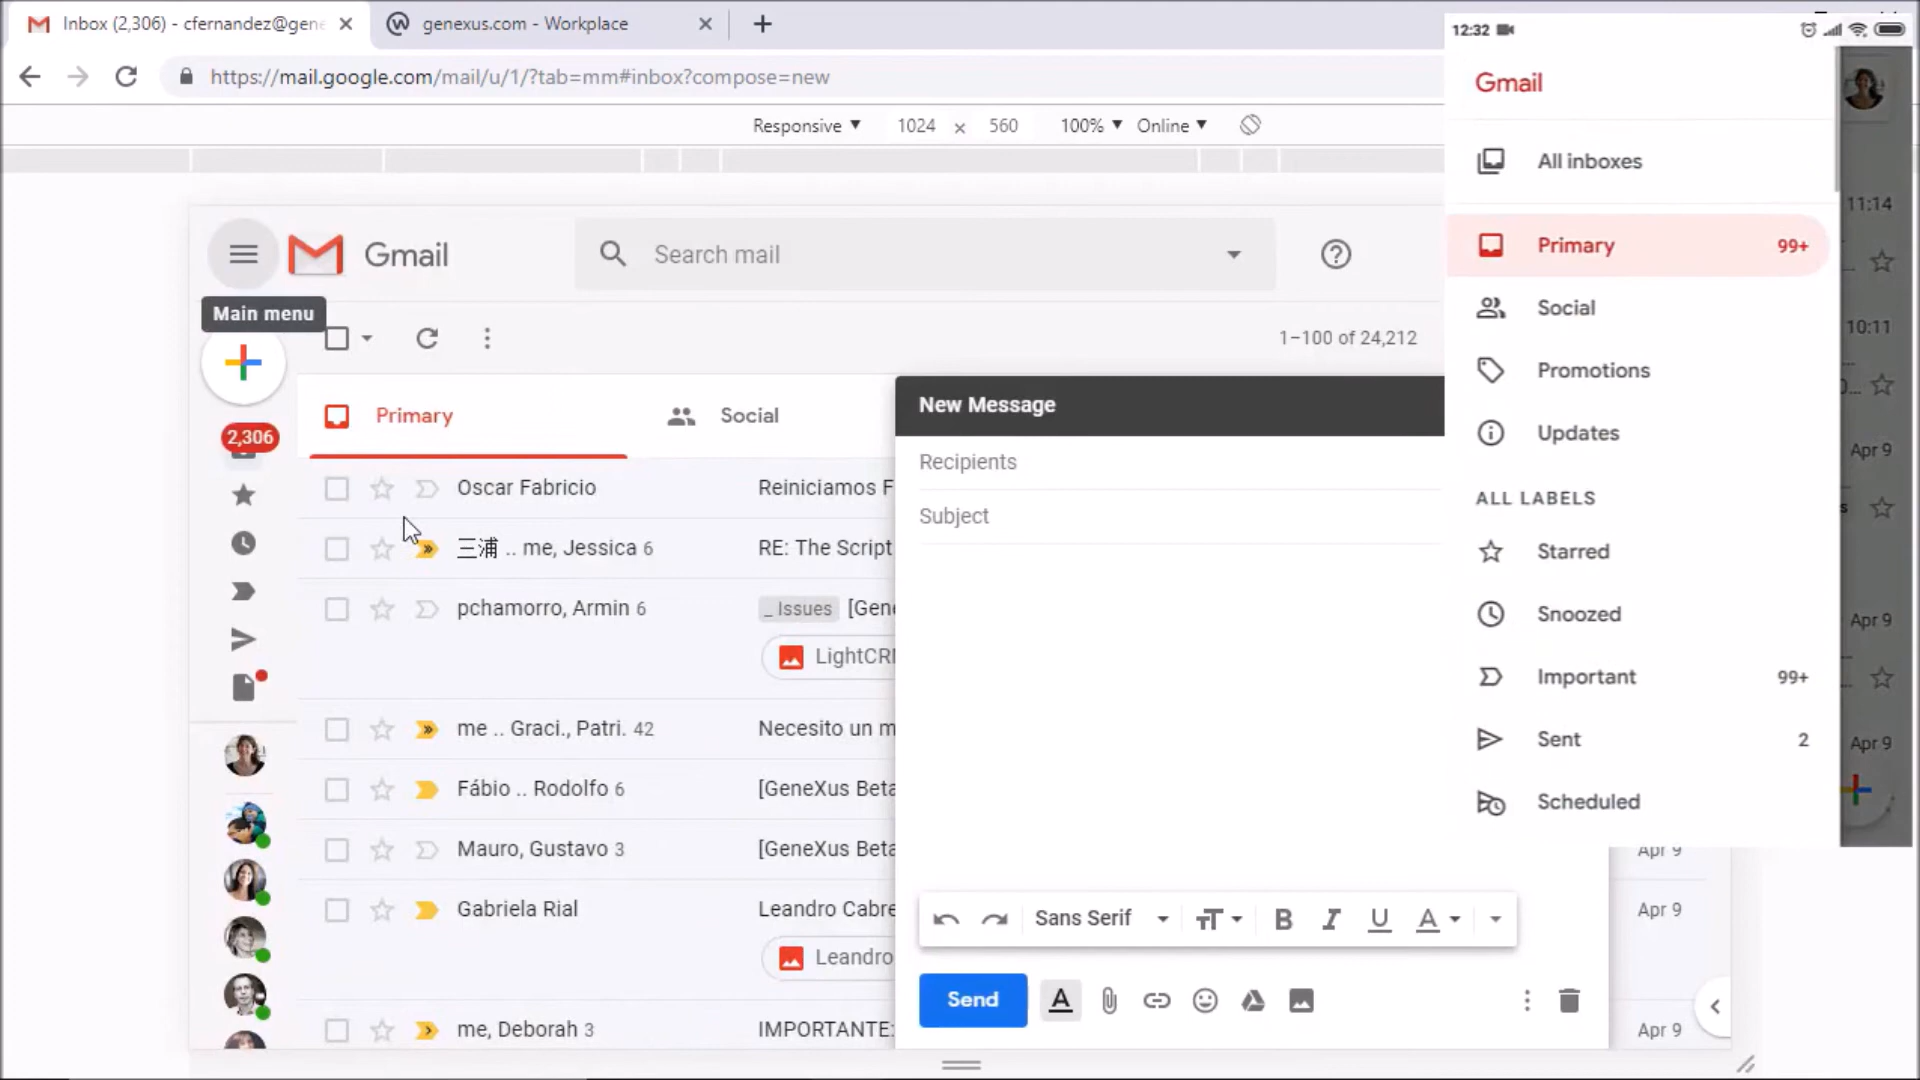 Inbox (2,306) - cfernandez@gene
genexus.com - Workplace
https://mail.google.com/mail/u/1/?tab=mm#inbox?compose=new
Responsive 1024 × 560 100% Online
Gmail
Search mail
Main menu
1–100 of 24,212
Primary
Social
2,306
Oscar Fabricio Reiniciamos F
三浦 .. me, Jessica 6 RE: The Script
pchamorro, Armin 6 _ Issues [Gene
LightCRM
me .. Graci., Patri. 42 Necesito un m
Fábio .. Rodolfo 6 [GeneXus Beta
Mauro, Gustavo 3 [GeneXus Beta
Gabriela Rial Leandro Cabre
Leandro
me, Deborah 3 IMPORTANTE:
New Message
Recipients
Subject
Sans Serif
B I U A
Send
A
Apr 9
Apr 9
Apr 9
12:32
Gmail
All inboxes
Primary 99+
Social
Promotions
Updates
ALL LABELS
Starred
Snoozed
Important 99+
Sent 2
Scheduled
11:14
10:11
Apr 9
Apr 9
Apr 9